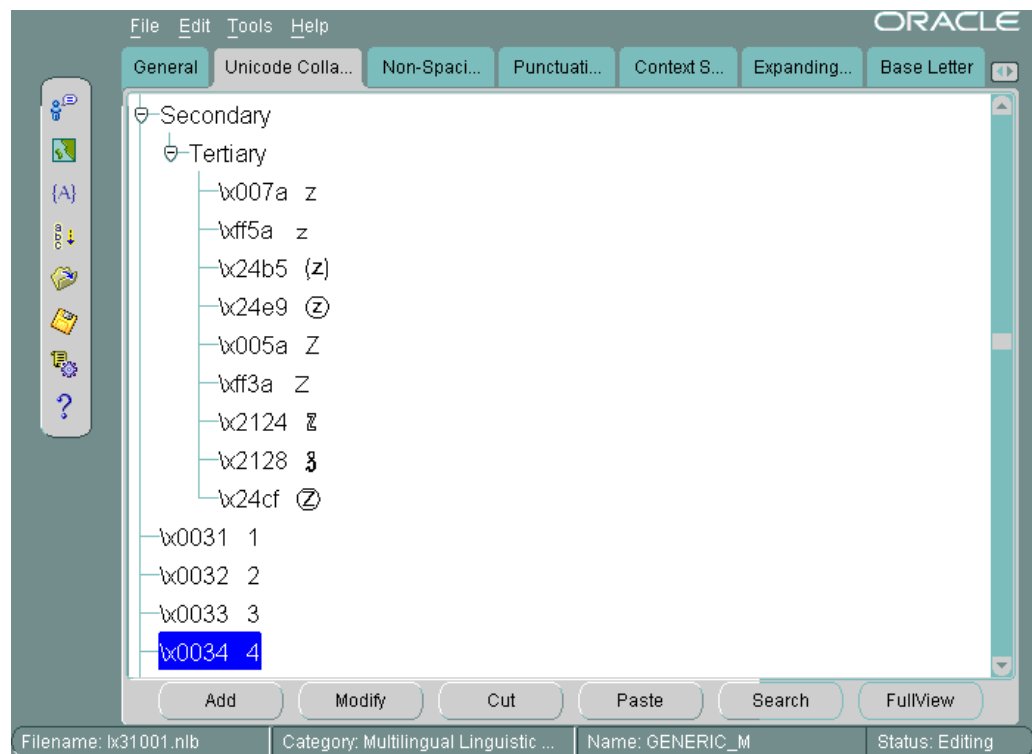 File Edit Tools Help ORACLE
General Unicode Colla... Non-Spaci... Punctuati... Context S... Expanding... Base Letter
Secondary
Tertiary
\x007a z
\xff5a ｚ
\x24b5 ⒵
\x24e9 ⓩ
\x005a Z
\xff3a Ｚ
\x2124 ℤ
\x2128 ℨ
\x24cf Ⓩ
\x0031 1
\x0032 2
\x0033 3
\x0034 4
{A}
a
b
c
?
Add Modify Cut Paste Search FullView
Filename: lx31001.nlb Category: Multilingual Linguistic ... Name: GENERIC_M Status: Editing